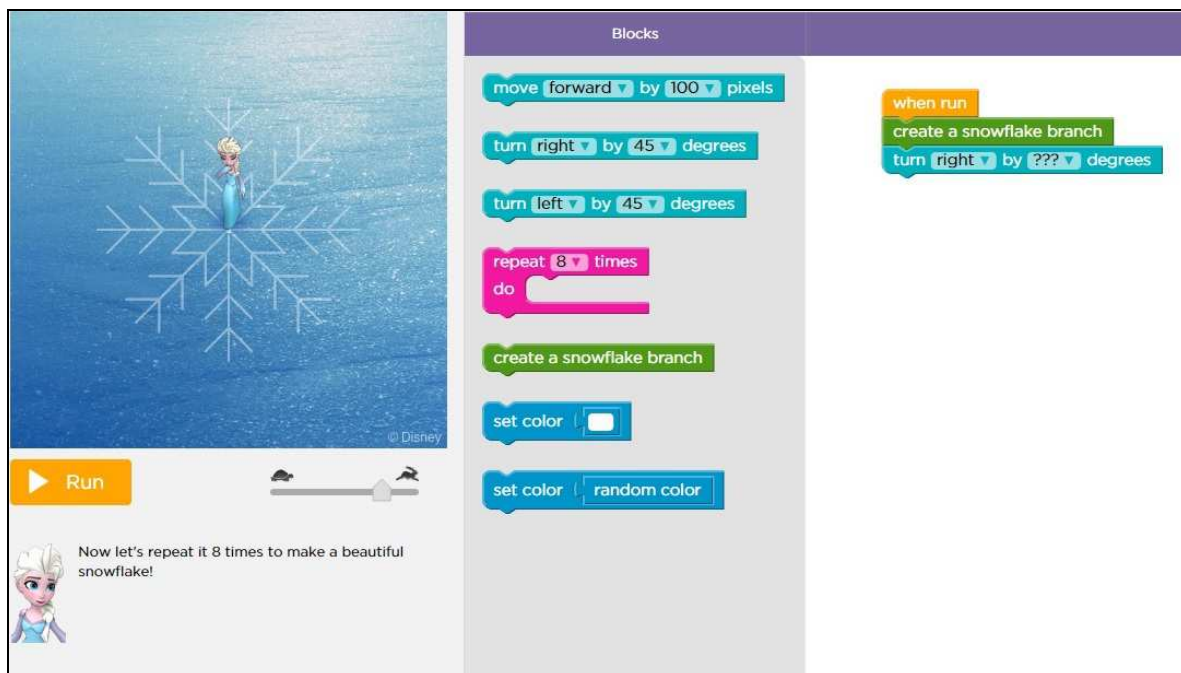 Blocks
move forward by 100 pixels
turn right by 45 degrees
turn left by 45 degrees
repeat 8 times
do
create a snowflake branch
set color
set color random color
when run
create a snowflake branch
turn right by ??? degrees
© Disney
Run
Now let's repeat it 8 times to make a beautiful
snowflake!